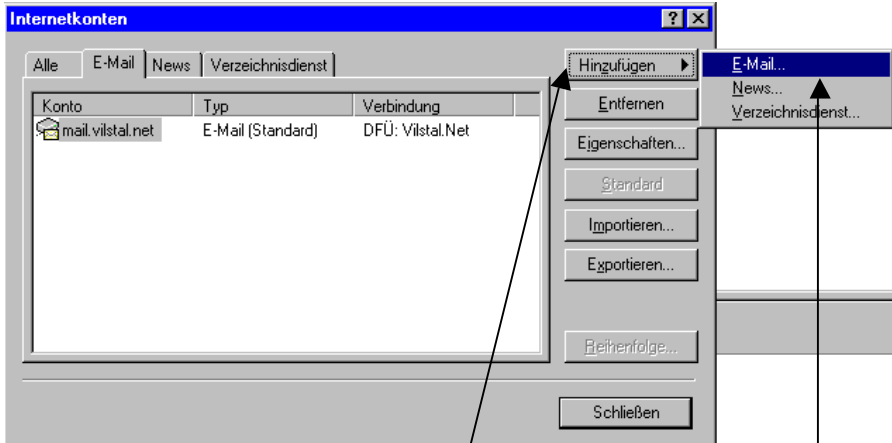 Internetkonten
Alle E-Mail News Verzeichnisdienst
Konto Typ Verbindung
mail.vilstal.net E-Mail (Standard) DFÜ: Vilstal.Net
Hinzufügen
Entfernen
Eigenschaften...
Standard
Importieren...
Exportieren...
Reihenfolge...
Schließen
E-Mail...
News...
Verzeichnisdienst...